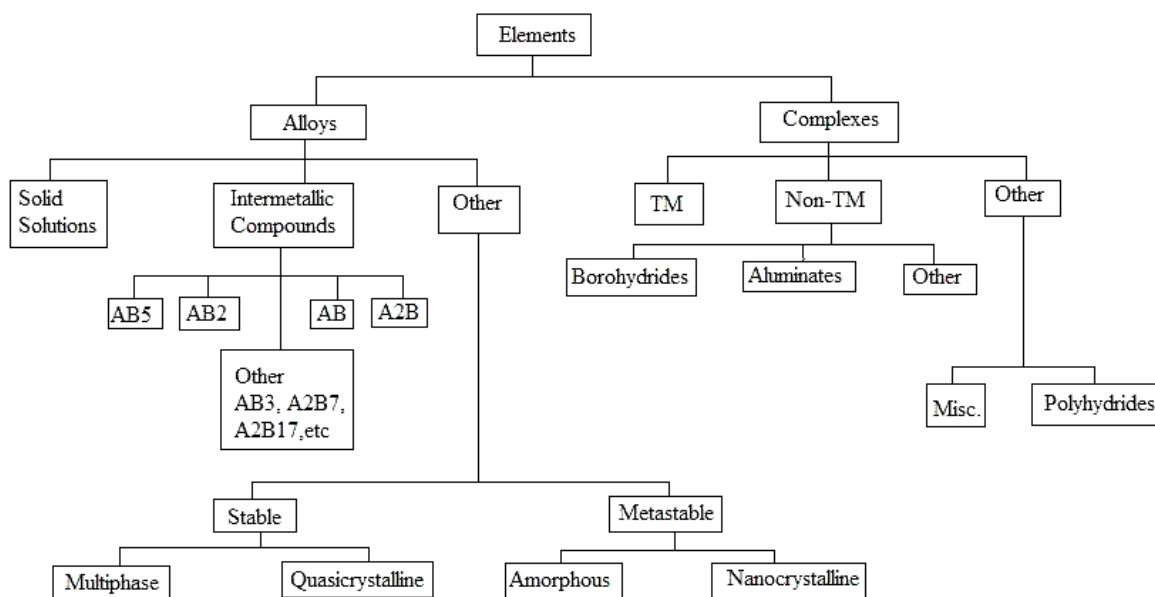 Elements
Alloys
Complexes
Solid
Solutions
Intermetallic
Compounds
Other
TM
Non-TM
Other
Borohydrides
Aluminates
Other
AB5
AB2
AB
A2B
Other
AB3, A2B7,
A2B17,etc
Misc.
Polyhydrides
Stable
Metastable
Multiphase
Quasicrystalline
Amorphous
Nanocrystalline